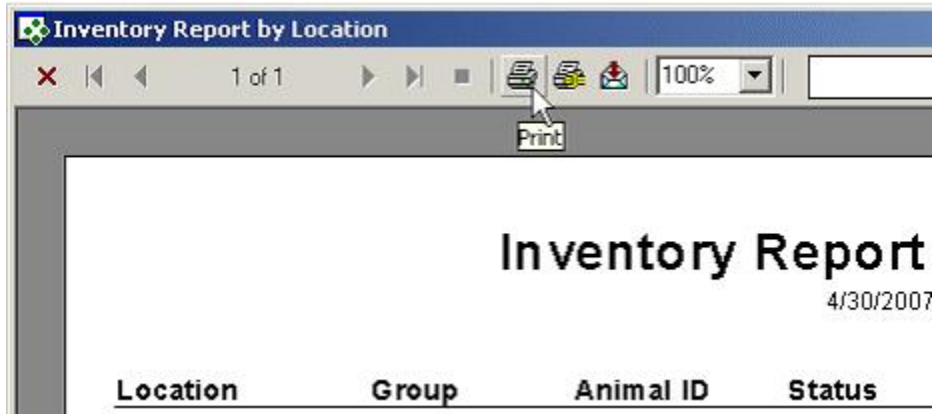 Inventory Report by Location
1 of 1 100%
Print
Inventory Report
4/30/2007
Location Group Animal ID Status